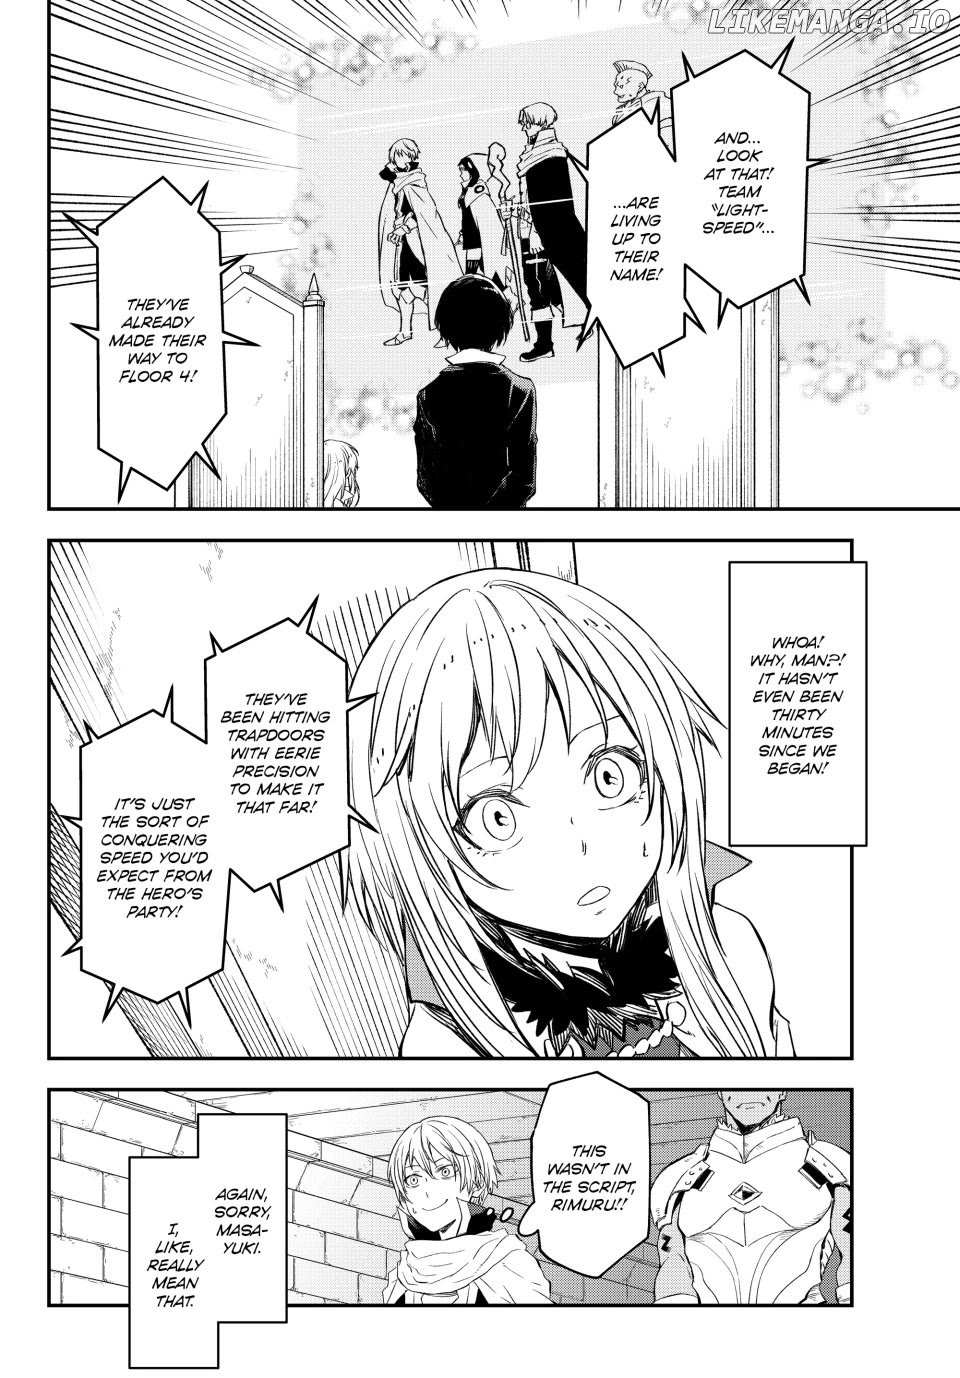 LIKEMANGA.IO
AND...
LOOK
AT THAT!
TEAM
"LIGHT-
SPEED"...
...ARE
LIVING
UP TO
THEIR
NAME!
THEY'VE
ALREADY
MADE THEIR
WAY TO
FLOOR 4!
WHOA!
WHY, MAN?!
IT HASN'T
EVEN BEEN
THIRTY
MINUTES
SINCE WE
BEGAN!
THEY'VE
BEEN HITTING
TRAPDOORS
WITH EERIE
PRECISION
TO MAKE IT
THAT FAR!
IT'S JUST
THE SORT OF
CONQUERING
SPEED YOU'D
EXPECT FROM
THE HERO'S
PARTY!
THIS
WASN'T IN
THE SCRIPT,
RIMURU!!
AGAIN,
SORRY,
MASA-
YUKI.
I,
LIKE,
REALLY
MEAN
THAT.